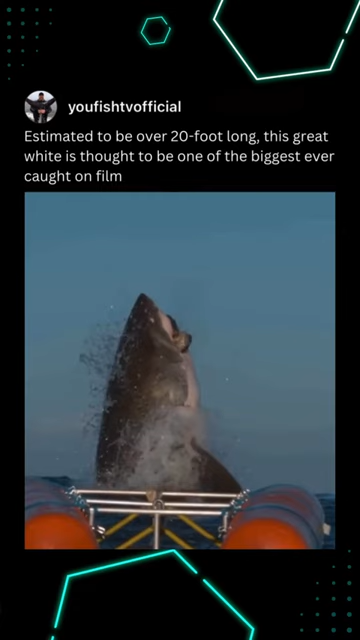 youfishtvofficial
Estimated to be over 20-foot long, this great
white is thought to be one of the biggest ever
caught on film